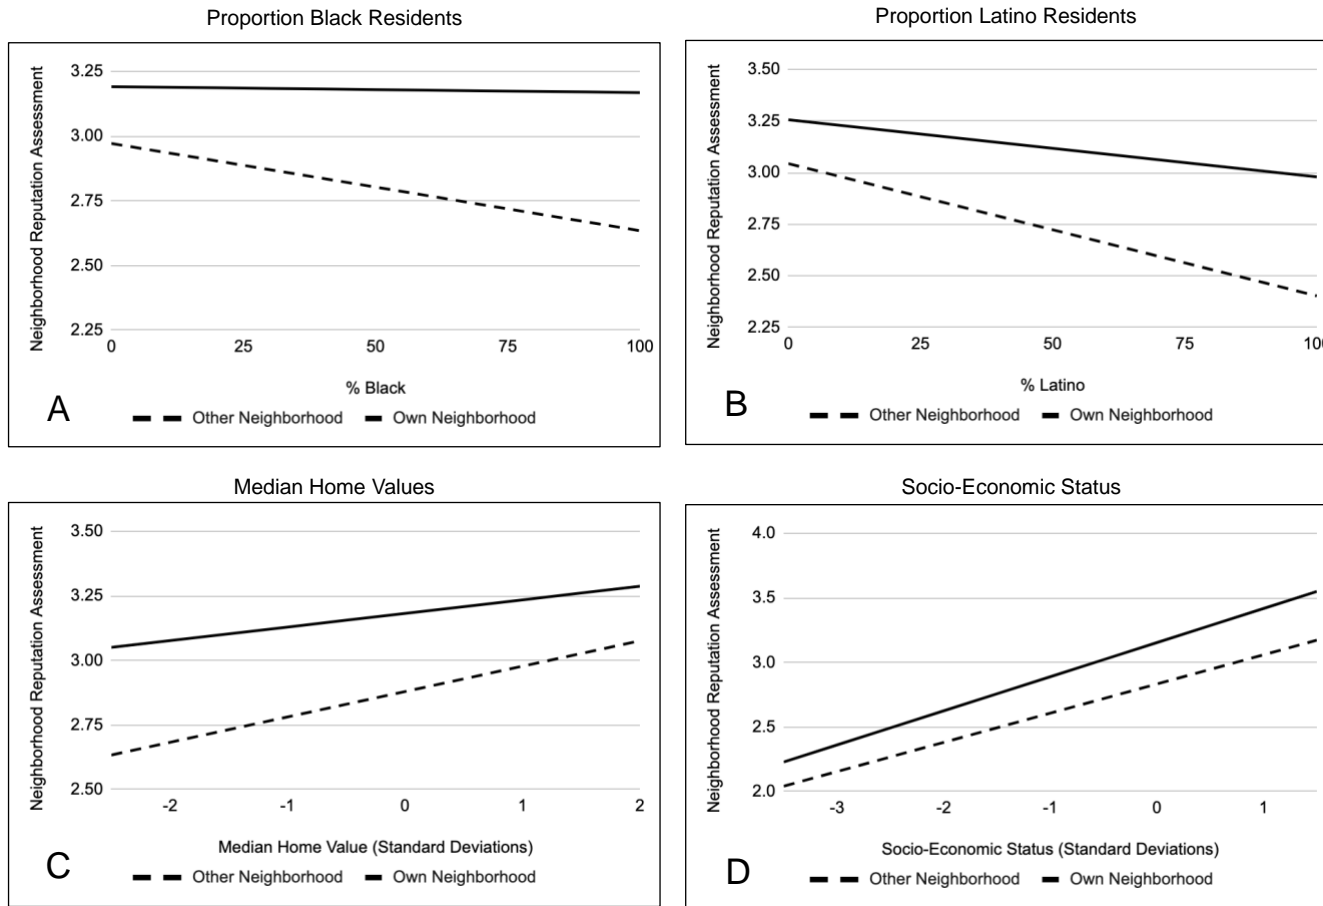 Proportion Black Residents
Neighborhood Reputation Assessment
3.25
3.00
2.75
2.50
2.25
0 25 50 75 100
% Black
A
Other Neighborhood Own Neighborhood
Proportion Latino Residents
Neighborhood Reputation Assessment
3.50
3.25
3.00
2.75
2.50
2.25
0 25 50 75 100
% Latino
B
Other Neighborhood Own Neighborhood
Median Home Values
Neighborhood Reputation Assessment
3.50
3.25
3.00
2.75
2.50
-2 -1 0 1 2
Median Home Value (Standard Deviations)
C
Other Neighborhood Own Neighborhood
Socio-Economic Status
Neighborhood Reputation Assessment
4.0
3.5
3.0
2.5
2.0
-3 -2 -1 0 1
Socio-Economic Status (Standard Deviations)
D
Other Neighborhood Own Neighborhood